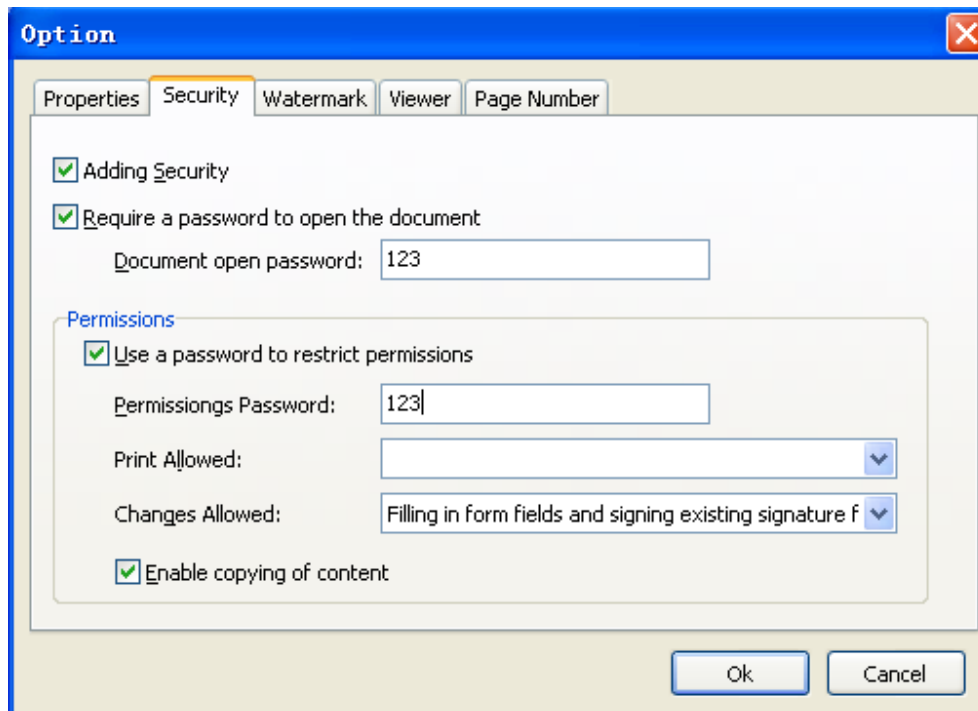 Option
Properties Security Watermark Viewer Page Number
Adding Security
Require a password to open the document
Document open password: 123
Permissions
Use a password to restrict permissions
Permissiongs Password: 123
Print Allowed:
Changes Allowed: Filling in form fields and signing existing signature f
Enable copying of content
Ok Cancel